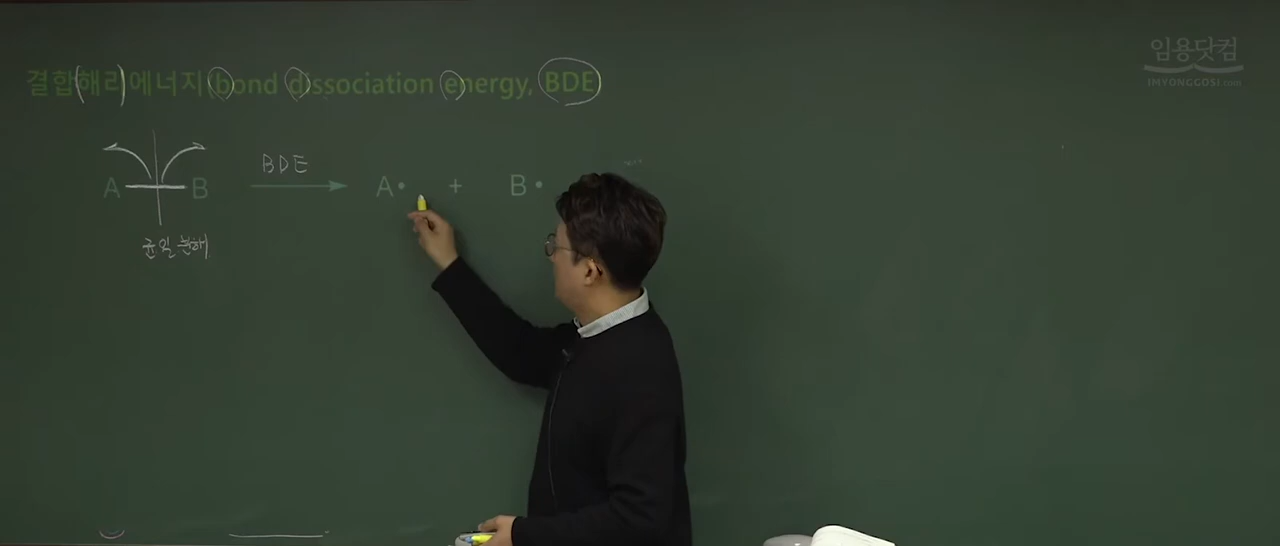 결합(해리)에너지(bond dissociation energy, BDE)
A B BDE A• + B•
균일분해
임용닷컴
IMYONGGOSI.com